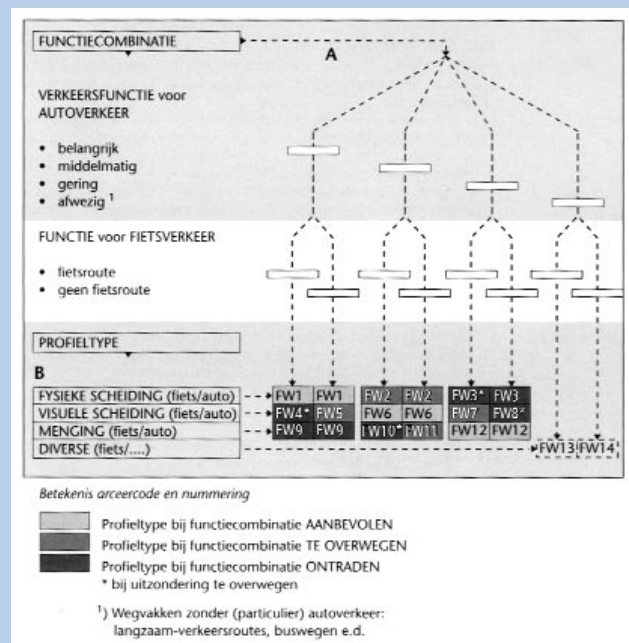 FUNCTIECOMBINATIE
A
VERKEERSFUNCTIE voor
AUTOVERKEER
• belangrijk
• middelmatig
• gering
• afwezig ¹
FUNCTIE voor FIETSVERKEER
• fietsroute
• geen fietsroute
PROFIELTYPE
B
FYSIEKE SCHEIDING (fiets/auto) FW1 FW1 FW2 FW2 FW3* FW3
VISUELE SCHEIDING (fiets/auto) FW4* FW5 FW6 FW6 FW7 FW8*
MENGING (fiets/auto) FW9 FW9 FW10* FW11 FW12 FW12
DIVERSE (fiets/....) FW13 FW14
Betekenis arceercode en nummering
Profieltype bij functiecombinatie AANBEVOLEN
Profieltype bij functiecombinatie TE OVERWEGEN
Profieltype bij functiecombinatie ONTRADEN
* bij uitzondering te overwegen
¹) Wegvakken zonder (particulier) autoverkeer:
langzaam-verkeersroutes, buswegen e.d.